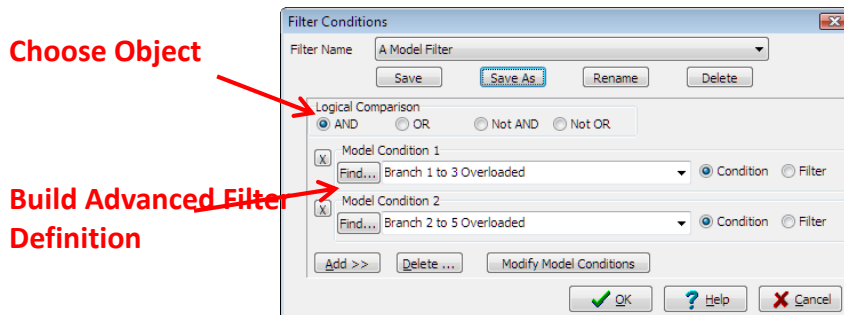 Filter Conditions
Choose Object
Filter Name A Model Filter
Save Save As Rename Delete
Logical Comparison
AND OR Not AND Not OR
Model Condition 1
X Find... Branch 1 to 3 Overloaded Condition Filter
Build Advanced Filter
Definition
Model Condition 2
X Find... Branch 2 to 5 Overloaded Condition Filter
Add >> Delete ... Modify Model Conditions
OK ? Help Cancel